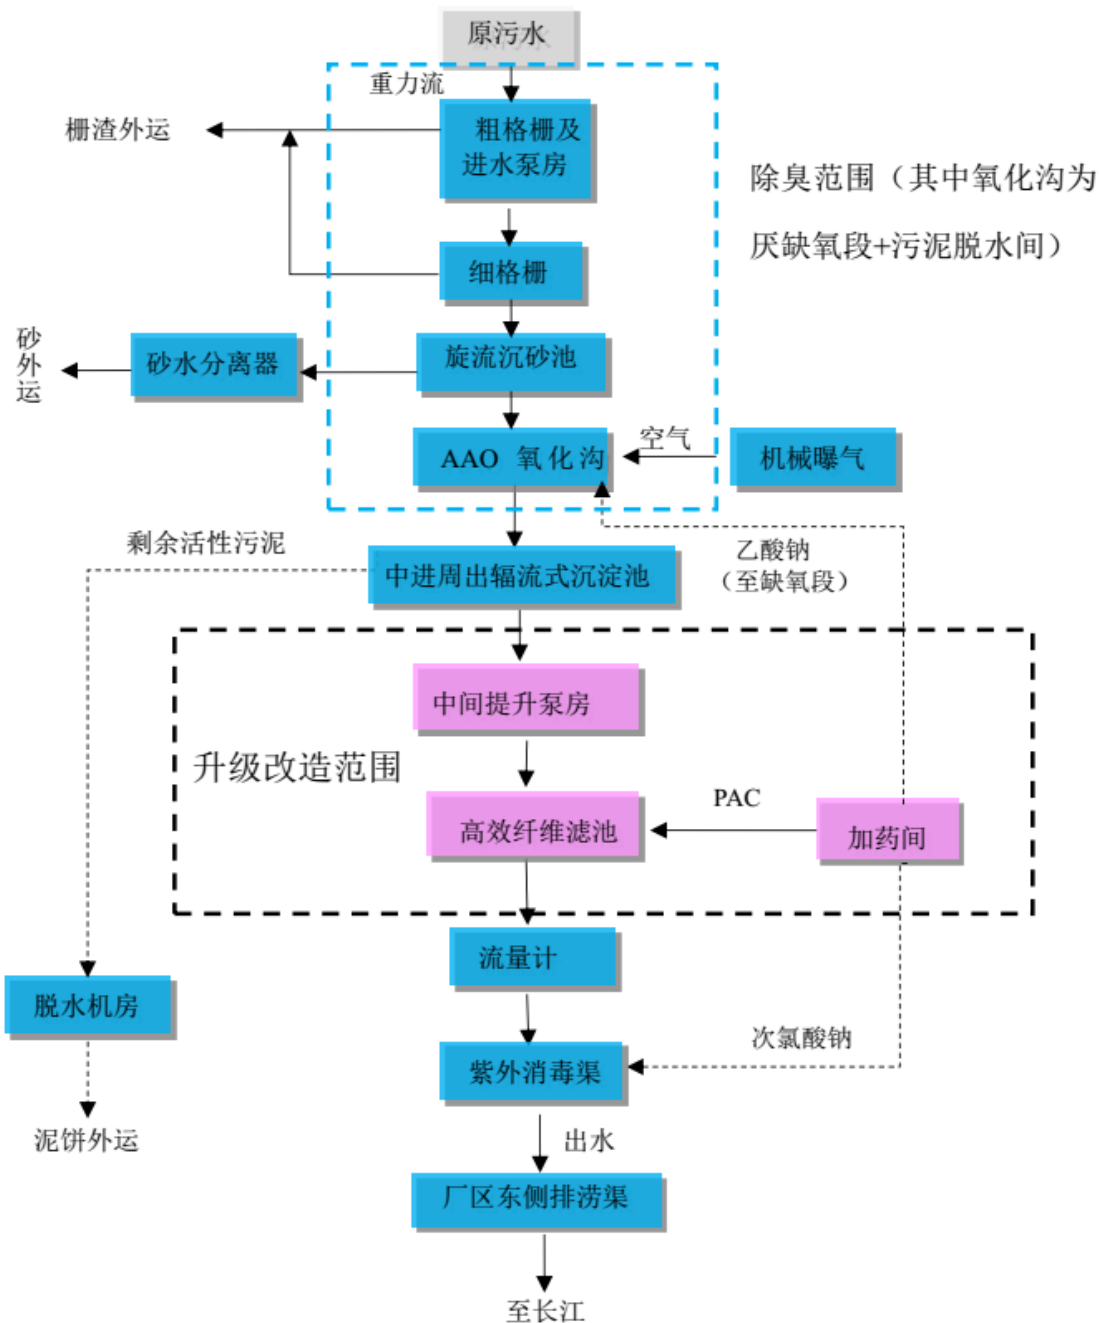 原污水
重力流
栅渣外运
粗格栅及
进水泵房
除臭范围（其中氧化沟为
厌缺氧段+污泥脱水间）
细格栅
砂外运
砂水分离器
旋流沉砂池
AAO 氧化沟
空气
机械曝气
剩余活性污泥
乙酸钠
（至缺氧段）
中进周出辐流式沉淀池
中间提升泵房
升级改造范围
PAC
高效纤维滤池
加药间
流量计
脱水机房
次氯酸钠
紫外消毒渠
泥饼外运
出水
厂区东侧排涝渠
至长江